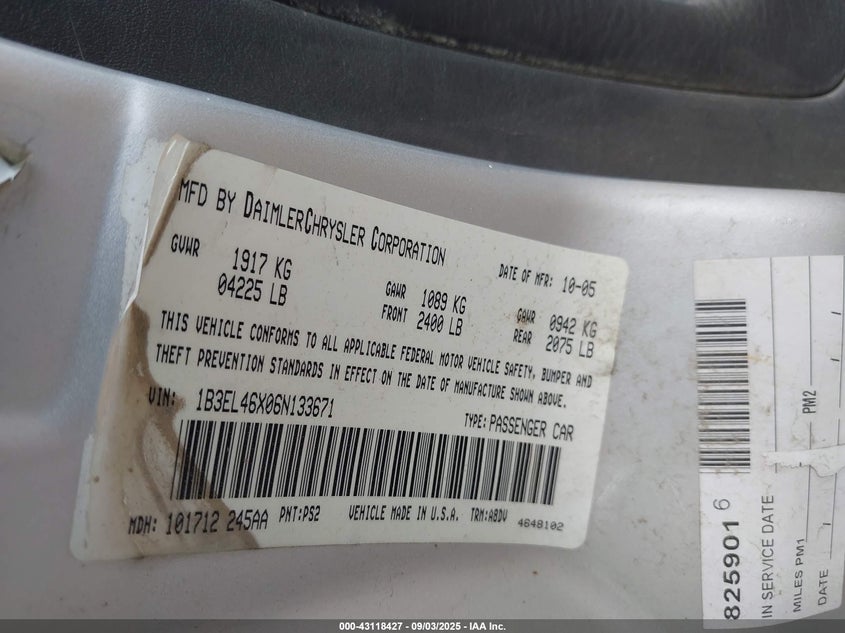 MFD BY DAIMLERCHRYSLER CORPORATION
DATE OF MFR: 10-05
GVWR 1917 KG
04225 LB
GAWR FRONT 1089 KG
2400 LB
GAWR REAR 0942 KG
2075 LB
THIS VEHICLE CONFORMS TO ALL APPLICABLE FEDERAL MOTOR VEHICLE SAFETY, BUMPER AND
THEFT PREVENTION STANDARDS IN EFFECT ON THE DATE OF MANUFACTURE SHOWN ABOVE.
VIN: 1B3EL46X06N133671
TYPE: PASSENGER CAR
MDH: 101712 245AA PNT:PS2 VEHICLE MADE IN U.S.A. TRM:A8DV 4648102
825901 6
IN SERVICE DATE
MILES PM1
PM2
DATE / /
000-43118427 - 09/03/2025 - IAA Inc.